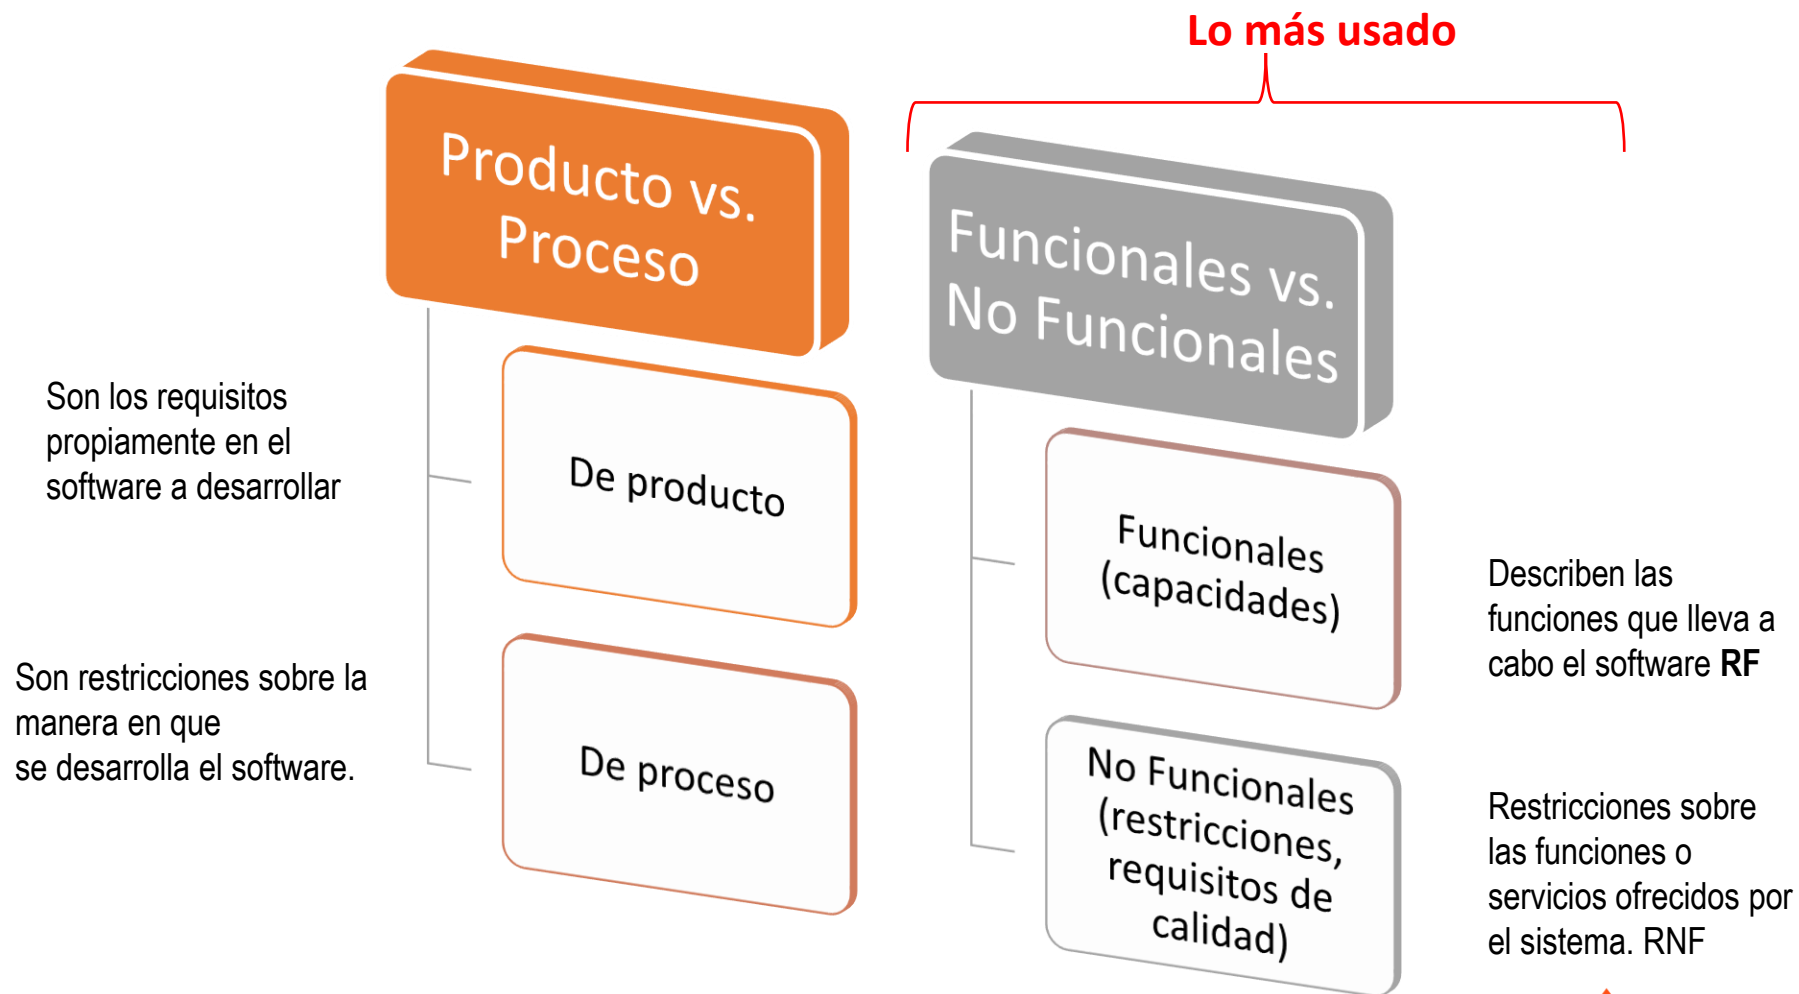 Lo más usado
Producto vs.
Proceso
Son los requisitos
propiamente en el
software a desarrollar
De producto
Son restricciones sobre la
manera en que
se desarrolla el software.
De proceso
Funcionales vs.
No Funcionales
Funcionales
(capacidades)
Describen las
funciones que lleva a
cabo el software RF
No Funcionales
(restricciones,
requisitos de
calidad)
Restricciones sobre
las funciones o
servicios ofrecidos por
el sistema. RNF